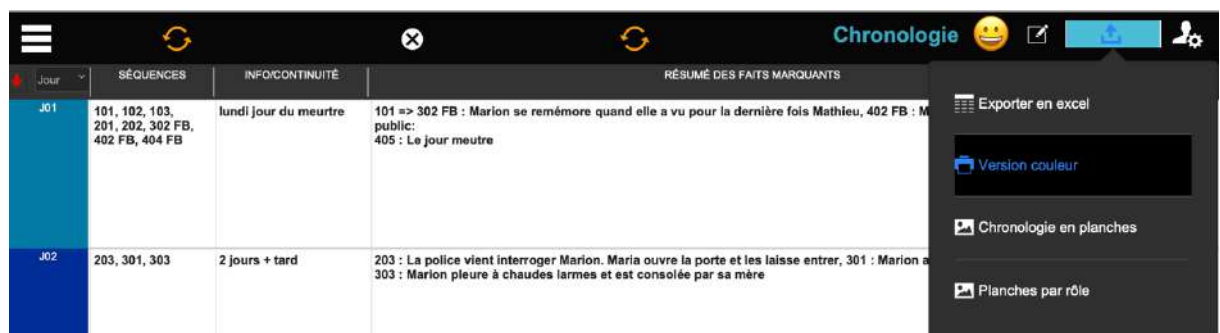 Chronologie
Jour
SÉQUENCES
INFO/CONTINUITÉ
RÉSUMÉ DES FAITS MARQUANTS
J01
101, 102, 103,
201, 202, 302 FB,
402 FB, 404 FB
lundi jour du meurtre
101 => 302 FB : Marion se remémore quand elle a vu pour la dernière fois Mathieu, 402 FB : M
public:
405 : Le jour meutre
J02
203, 301, 303
2 jours + tard
203 : La police vient interroger Marion. Maria ouvre la porte et les laisse entrer, 301 : Marion a
303 : Marion pleure à chaudes larmes et est consolée par sa mère
Exporter en excel
Version couleur
Chronologie en planches
Planches par rôle